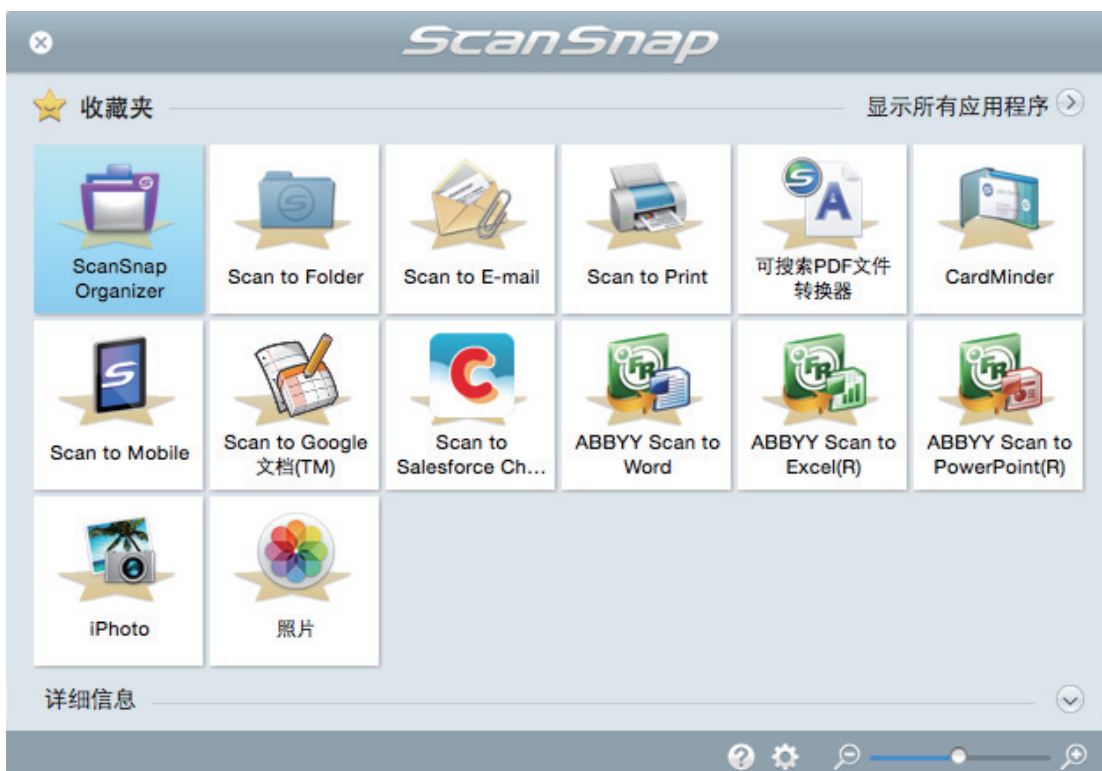 ScanSnap
收藏夹
显示所有应用程序
ScanSnap
Organizer
Scan to Folder
Scan to E-mail
Scan to Print
可搜索PDF文件
转换器
CardMinder
Scan to Mobile
Scan to Google
文档(TM)
Scan to
Salesforce Ch...
ABBYY Scan to
Word
ABBYY Scan to
Excel(R)
ABBYY Scan to
PowerPoint(R)
iPhoto
照片
详细信息